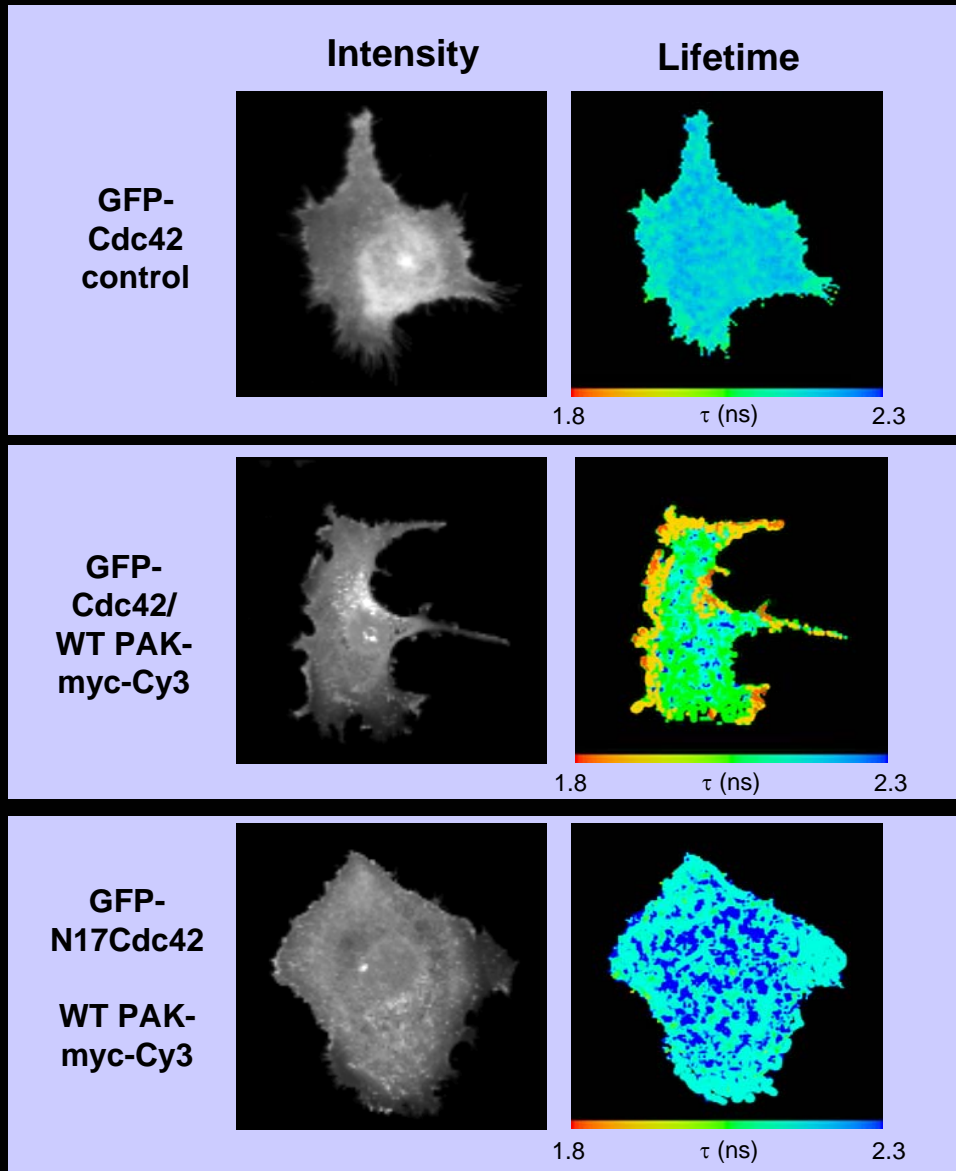 Intensity
Lifetime
GFP-
Cdc42
control
1.8
τ (ns)
2.3
GFP-
Cdc42/
WT PAK-
myc-Cy3
1.8
τ (ns)
2.3
GFP-
N17Cdc42
WT PAK-
myc-Cy3
1.8
τ (ns)
2.3